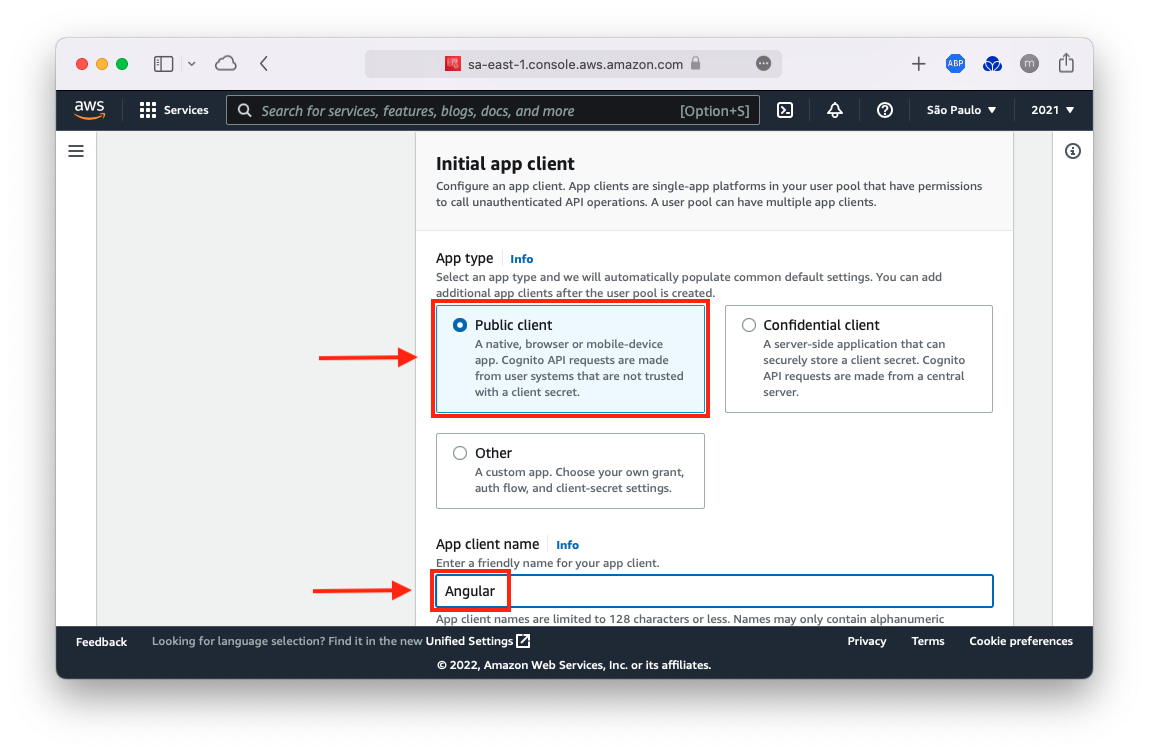 sa-east-1.console.aws.amazon.com
ABP
m
aws
Services
Search for services, features, blogs, docs, and more
[Option+S]
São Paulo
2021
Initial app client
Configure an app client. App clients are single-app platforms in your user pool that have permissions
to call unauthenticated API operations. A user pool can have multiple app clients.
App type
Info
Select an app type and we will automatically populate common default settings. You can add
additional app clients after the user pool is created.
Public client
A native, browser or mobile-device
app. Cognito API requests are made
from user systems that are not trusted
with a client secret.
Confidential client
A server-side application that can
securely store a client secret. Cognito
API requests are made from a central
server.
Other
A custom app. Choose your own grant,
auth flow, and client-secret settings.
App client name
Info
Enter a friendly name for your app client.
Angular
App client names are limited to 128 characters or less. Names may only contain alphanumeric
Feedback
Looking for language selection? Find it in the new Unified Settings
Privacy
Terms
Cookie preferences
© 2022, Amazon Web Services, Inc. or its affiliates.